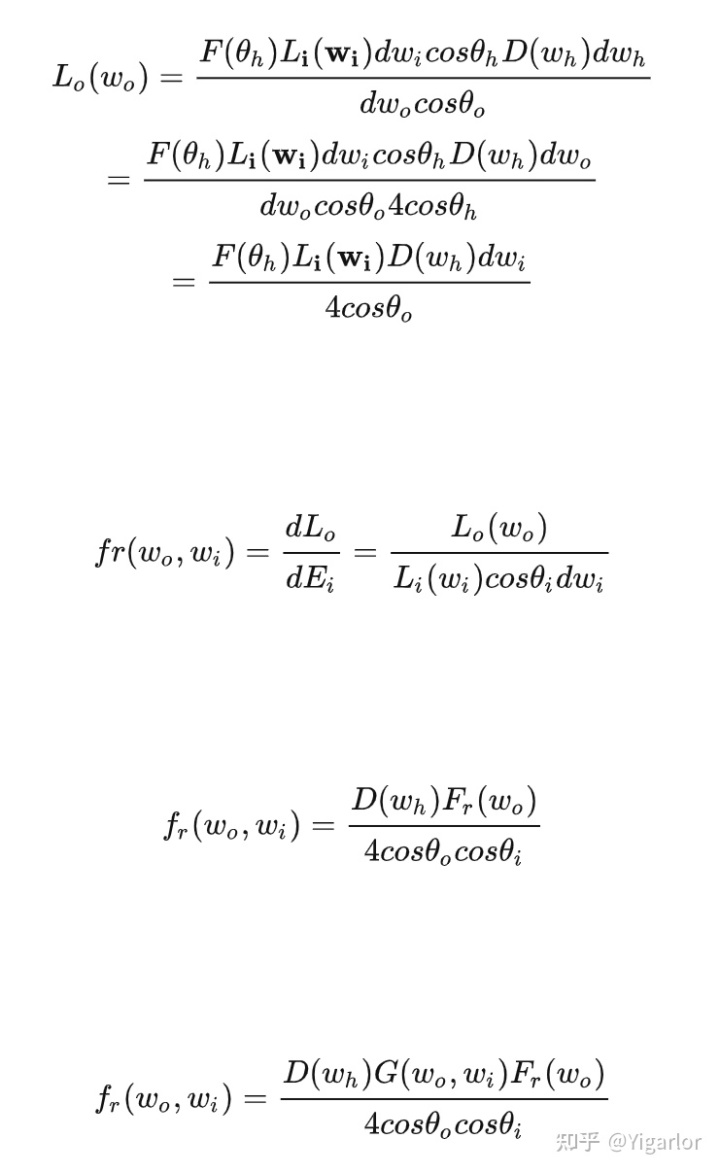 $L_o(w_o) = \frac{F(\theta_h)L_{\mathbf{i}}(\mathbf{w_i})dw_i cos\theta_h D(w_h)dw_h}{dw_o cos\theta_o}$
$= \frac{F(\theta_h)L_{\mathbf{i}}(\mathbf{w_i})dw_i cos\theta_h D(w_h)dw_o}{dw_o cos\theta_o 4cos\theta_h}$
$= \frac{F(\theta_h)L_{\mathbf{i}}(\mathbf{w_i})D(w_h)dw_i}{4cos\theta_o}$
$fr(w_o, w_i) = \frac{dL_o}{dE_i} = \frac{L_o(w_o)}{L_i(w_i)cos\theta_i dw_i}$
$f_r(w_o, w_i) = \frac{D(w_h)F_r(w_o)}{4cos\theta_o cos\theta_i}$
$f_r(w_o, w_i) = \frac{D(w_h)G(w_o, w_i)F_r(w_o)}{4cos\theta_o cos\theta_i}$
知乎 @Yigarlor